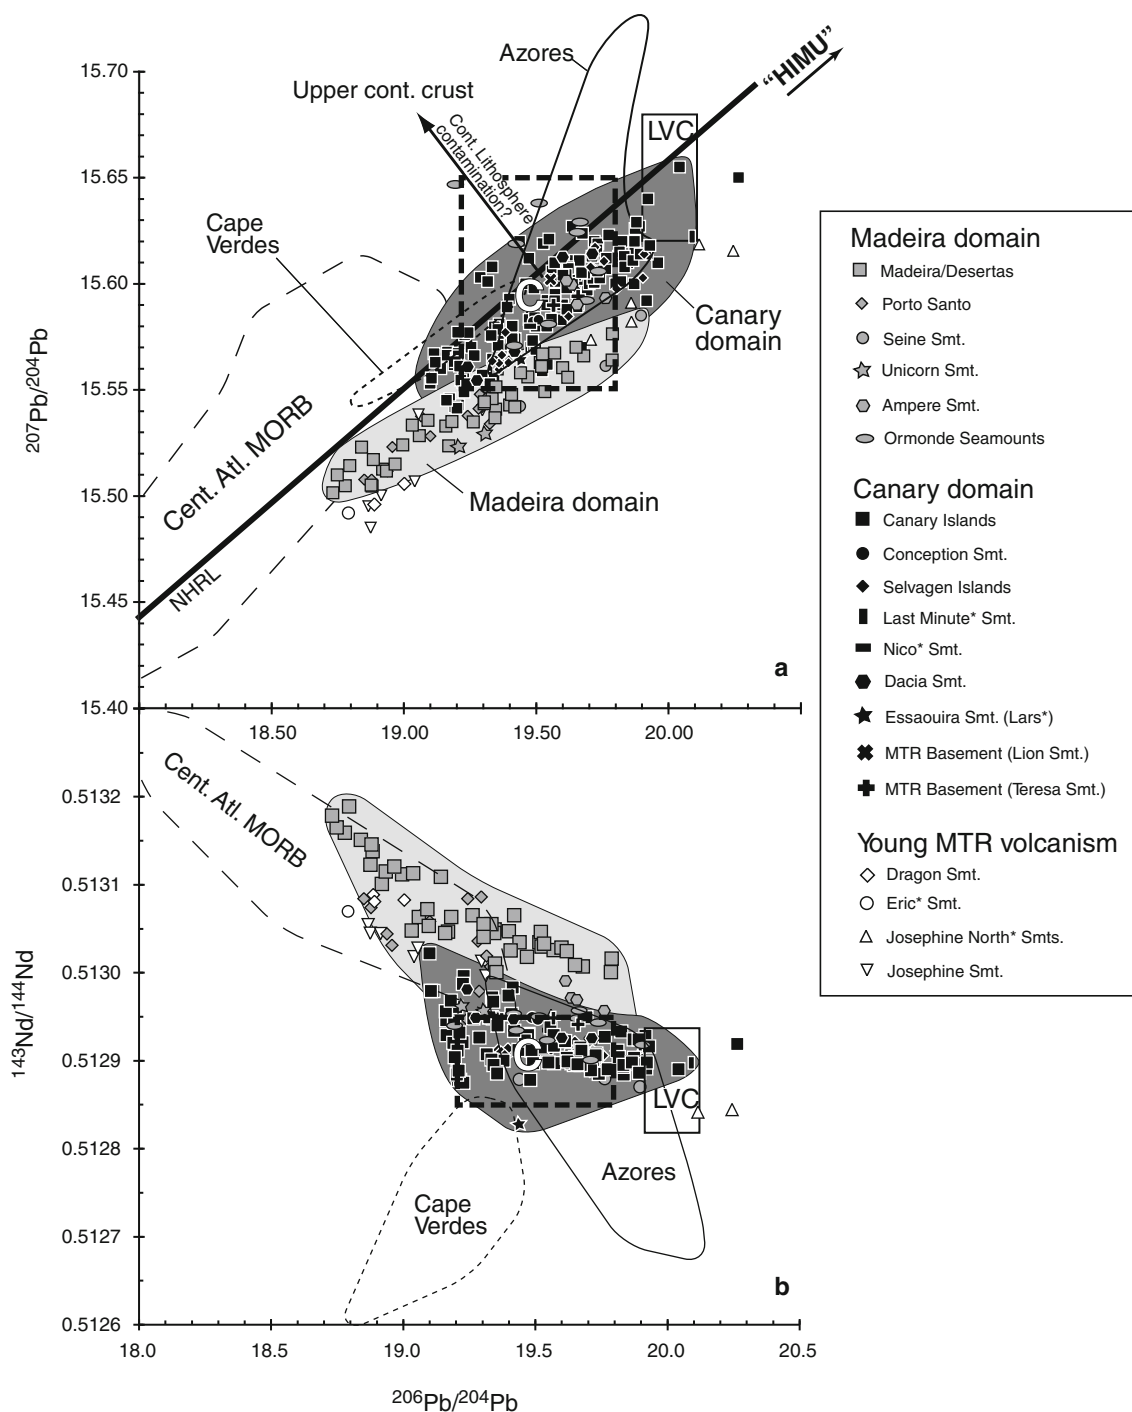 Azores
"HIMU"
15.70
Upper cont. crust
LVC
Cont. Lithosphere
contamination?
15.65
Cape
Verdes
15.60
C
Canary
domain
207Pb/204Pb
15.55
Cent. Atl. MORB
15.50
Madeira domain
NHRL
15.45
a
15.40
18.50
19.00
19.50
20.00
Cent. Atl. MORB
0.5132
0.5131
0.5130
143Nd/144Nd
0.5129
C
LVC
0.5128
Azores
Cape
Verdes
0.5127
b
0.5126
18.0
18.5
19.0
19.5
20.0
20.5
206Pb/204Pb
Madeira domain
Madeira/Desertas
Porto Santo
Seine Smt.
Unicorn Smt.
Ampere Smt.
Ormonde Seamounts
Canary domain
Canary Islands
Conception Smt.
Selvagen Islands
Last Minute* Smt.
Nico* Smt.
Dacia Smt.
Essaouira Smt. (Lars*)
MTR Basement (Lion Smt.)
MTR Basement (Teresa Smt.)
Young MTR volcanism
Dragon Smt.
Eric* Smt.
Josephine North* Smts.
Josephine Smt.